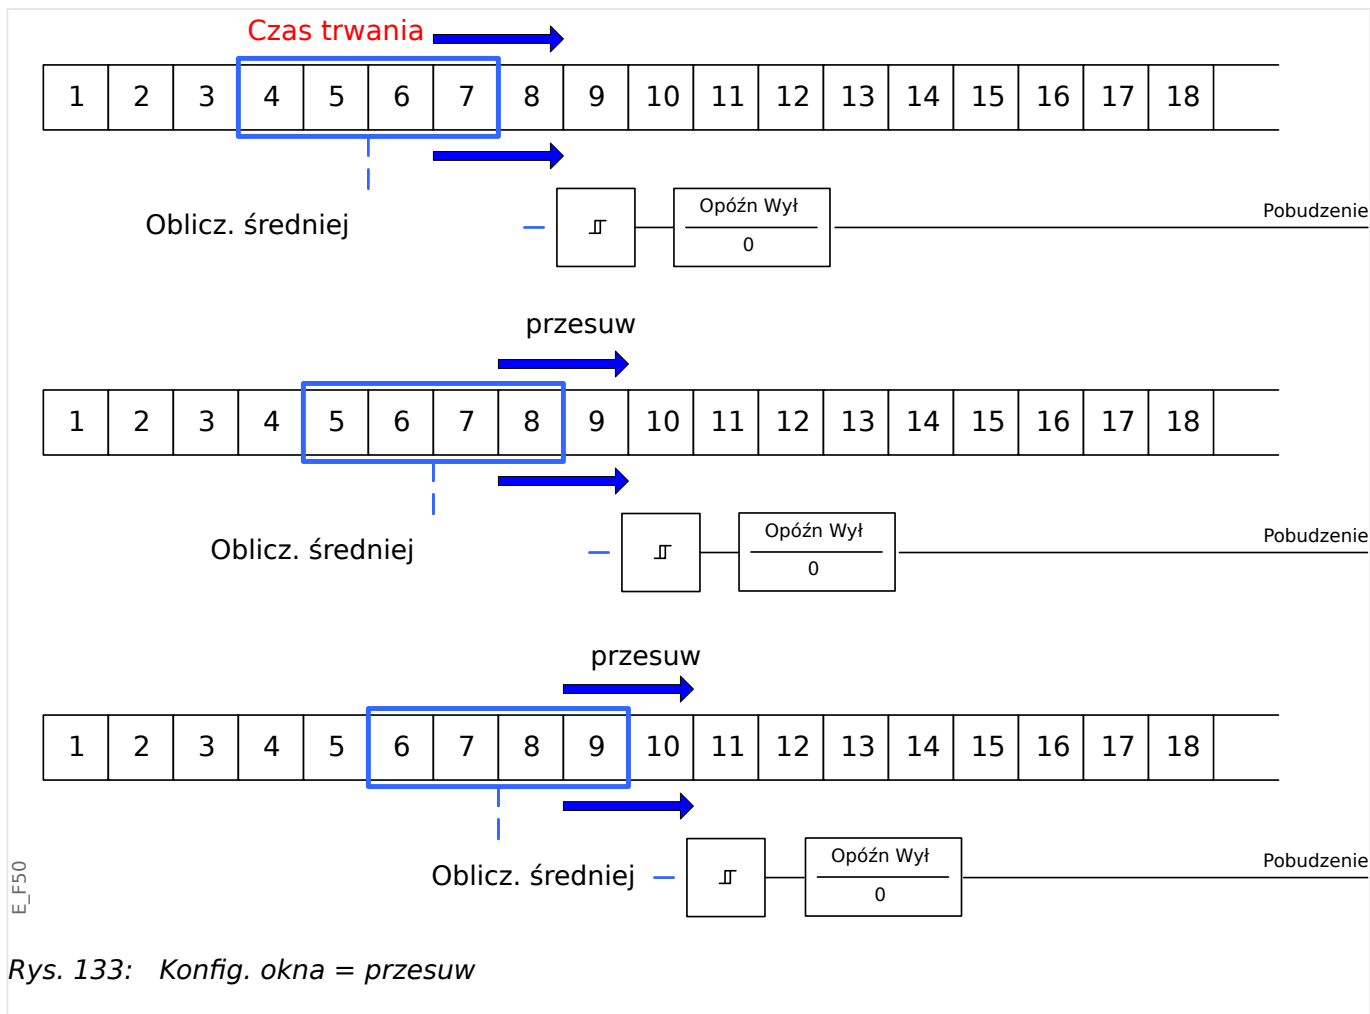 Czas trwania
1 2 3 4 5 6 7 8 9 10 11 12 13 14 15 16 17 18
Oblicz. średniej
Opóźn Wył
0
Pobudzenie
przesuw
1 2 3 4 5 6 7 8 9 10 11 12 13 14 15 16 17 18
Oblicz. średniej
Opóźn Wył
0
Pobudzenie
przesuw
1 2 3 4 5 6 7 8 9 10 11 12 13 14 15 16 17 18
Oblicz. średniej
Opóźn Wył
0
Pobudzenie
E_F50
Rys. 133: Konfig. okna = przesuw